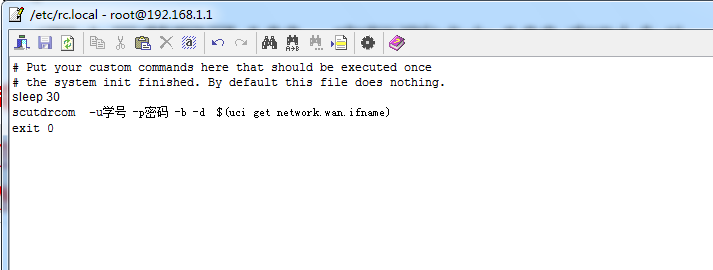 /etc/rc.local - root@192.168.1.1
# Put your custom commands here that should be executed once
# the system init finished. By default this file does nothing.
sleep 30
scutdrcom -u学号 -p密码 -b -d $(uci get network.wan.ifname)
exit 0